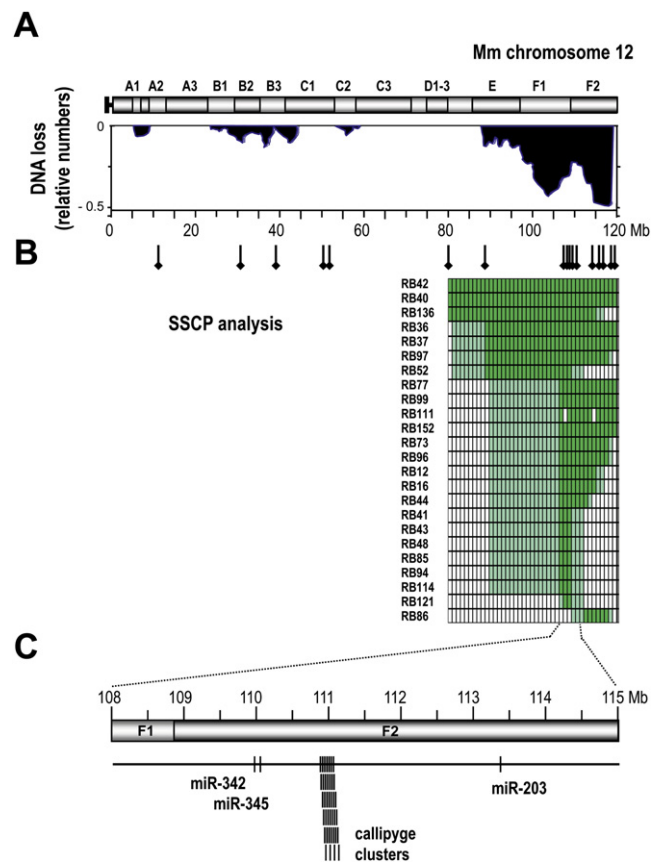 A
Mm chromosome 12
A1 A2 A3 B1 B2 B3 C1 C2 C3 D1-3 E F1 F2
DNA loss
(relative numbers)
0
- 0.5
0 20 40 60 80 100 120 Mb
B
SSCP analysis
RB42
RB40
RB136
RB36
RB37
RB97
RB52
RB77
RB99
RB111
RB152
RB73
RB96
RB12
RB16
RB44
RB41
RB43
RB48
RB85
RB94
RB114
RB121
RB86
C
108 109 110 111 112 113 114 115 Mb
F1 F2
miR-342
miR-345
miR-203
callipyge
clusters